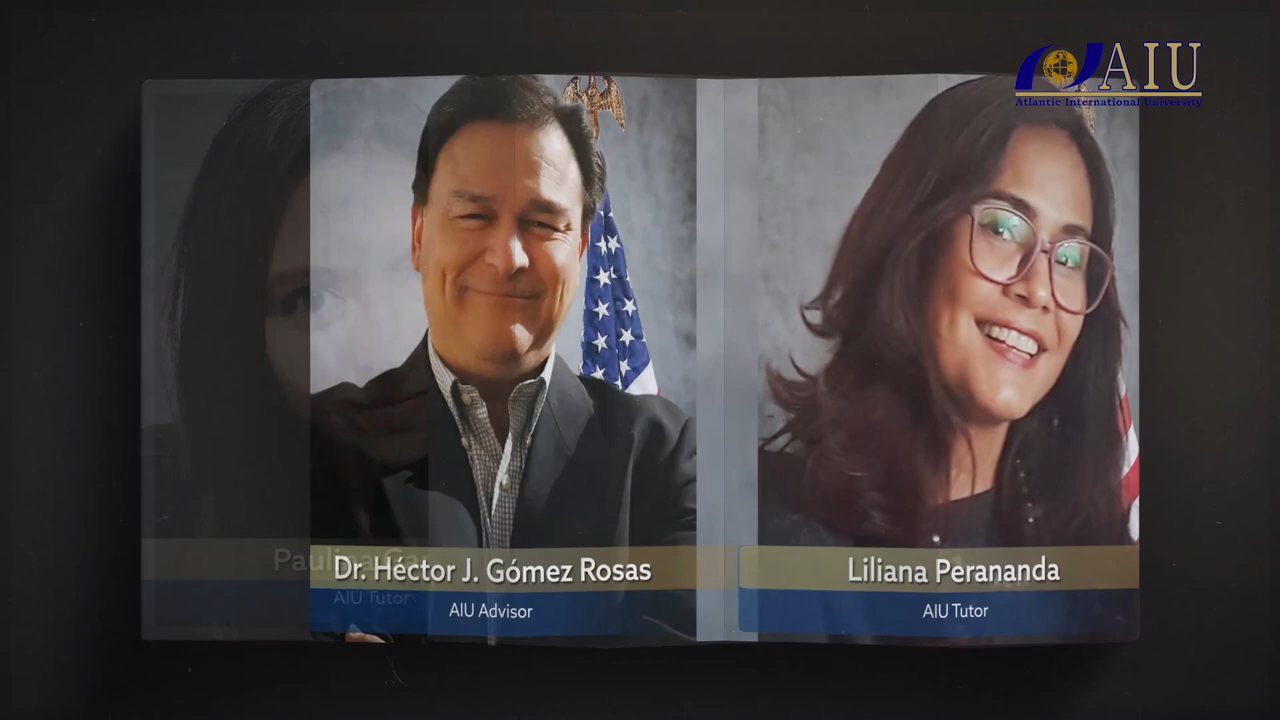 AIU
Atlantic International University
Dr. Héctor J. Gómez Rosas
AIU Advisor
Liliana Perananda
AIU Tutor
AIU Tutor